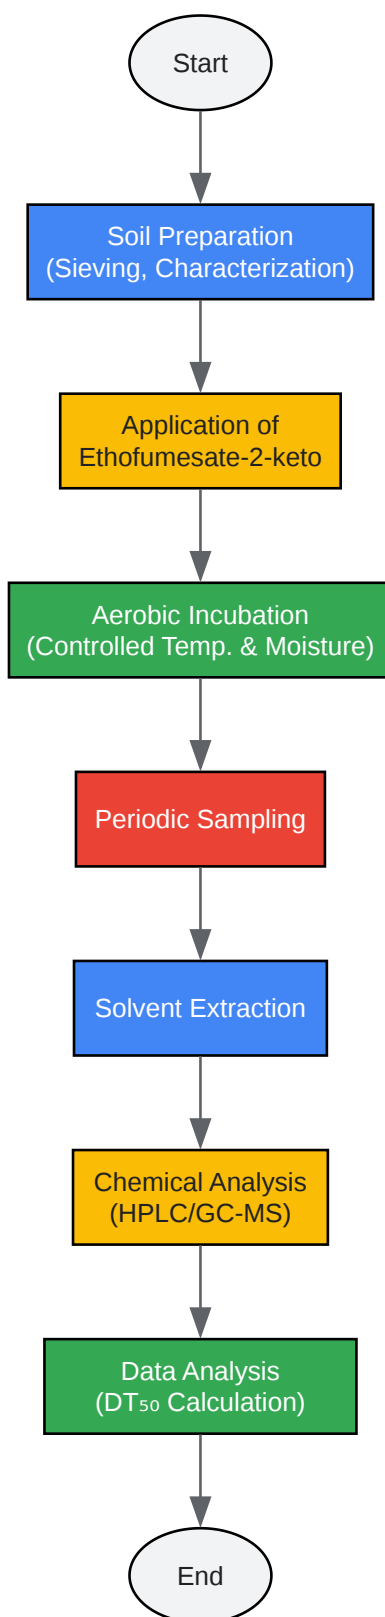 Start
Soil Preparation
(Sieving, Characterization)
Application of
Ethofumesate-2-keto
Aerobic Incubation
(Controlled Temp. & Moisture)
Periodic Sampling
Solvent Extraction
Chemical Analysis
(HPLC/GC-MS)
Data Analysis
(DT₅₀ Calculation)
End